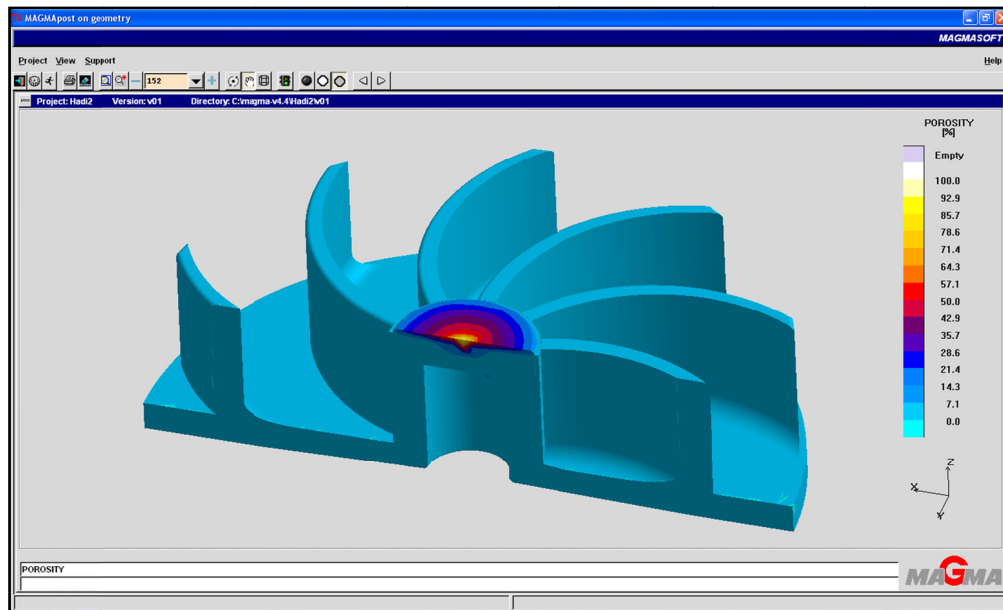 MAGMApost on geometry
MAGMASOFT
Project View Support Help
152
Project: Hadi2 Version: v01 Directory: C:\magma-v4.4\Hadi2\v01
POROSITY
[%]
Empty
100.0
92.9
85.7
78.6
71.4
64.3
57.1
50.0
42.9
35.7
28.6
21.4
14.3
7.1
0.0
Z
X
Y
POROSITY
MAGMA